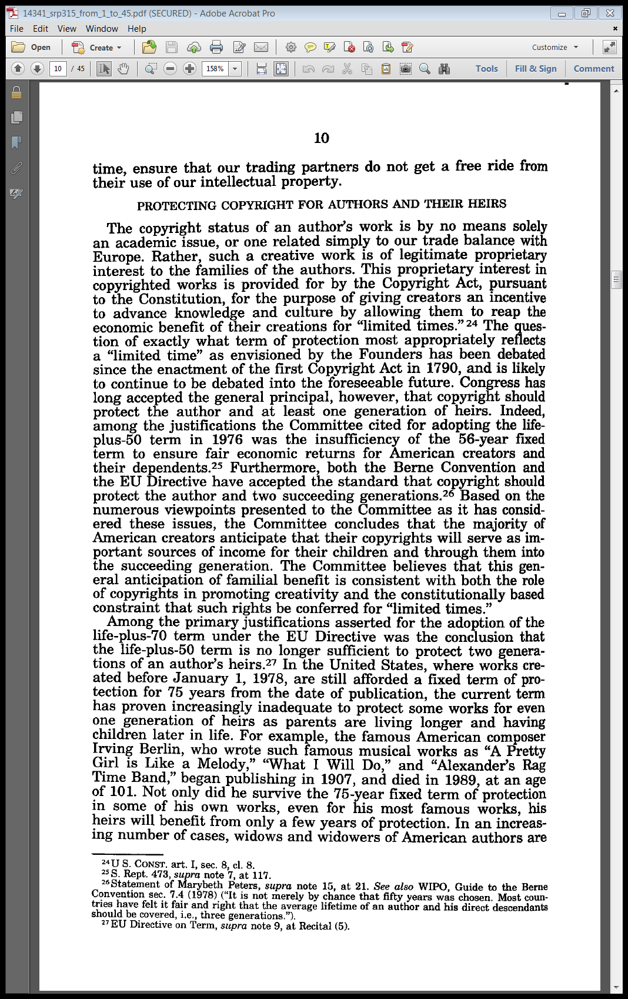 14341_srp315_from_1_to_45.pdf (SECURED) - Adobe Acrobat Pro
File Edit View Window Help
Open Create Customize
10 / 45 158% Tools Fill & Sign Comment
10
time, ensure that our trading partners do not get a free ride from
their use of our intellectual property.
PROTECTING COPYRIGHT FOR AUTHORS AND THEIR HEIRS
The copyright status of an author's work is by no means solely
an academic issue, or one related simply to our trade balance with
Europe. Rather, such a creative work is of legitimate proprietary
interest to the families of the authors. This proprietary interest in
copyrighted works is provided for by the Copyright Act, pursuant
to the Constitution, for the purpose of giving creators an incentive
to advance knowledge and culture by allowing them to reap the
economic benefit of their creations for “limited times.” 24 The ques-
tion of exactly what term of protection most appropriately reflects
a “limited time” as envisioned by the Founders has been debated
since the enactment of the first Copyright Act in 1790, and is likely
to continue to be debated into the foreseeable future. Congress has
long accepted the general principal, however, that copyright should
protect the author and at least one generation of heirs. Indeed,
among the justifications the Committee cited for adopting the life-
plus-50 term in 1976 was the insufficiency of the 56-year fixed
term to ensure fair economic returns for American creators and
their dependents.25 Furthermore, both the Berne Convention and
the EU Directive have accepted the standard that copyright should
protect the author and two succeeding generations.26 Based on the
numerous viewpoints presented to the Committee as it has consid-
ered these issues, the Committee concludes that the majority of
American creators anticipate that their copyrights will serve as im-
portant sources of income for their children and through them into
the succeeding generation. The Committee believes that this gen-
eral anticipation of familial benefit is consistent with both the role
of copyrights in promoting creativity and the constitutionally based
constraint that such rights be conferred for “limited times.”
Among the primary justifications asserted for the adoption of the
life-plus-70 term under the EU Directive was the conclusion that
the life-plus-50 term is no longer sufficient to protect two genera-
tions of an author's heirs.27 In the United States, where works cre-
ated before January 1, 1978, are still afforded a fixed term of pro-
tection for 75 years from the date of publication, the current term
has proven increasingly inadequate to protect some works for even
one generation of heirs as parents are living longer and having
children later in life. For example, the famous American composer
Irving Berlin, who wrote such famous musical works as “A Pretty
Girl is Like a Melody,” “What I Will Do,” and “Alexander's Rag
Time Band,” began publishing in 1907, and died in 1989, at an age
of 101. Not only did he survive the 75-year fixed term of protection
in some of his own works, even for his most famous works, his
heirs will benefit from only a few years of protection. In an increas-
ing number of cases, widows and widowers of American authors are
24 U S. CONST. art. I, sec. 8, cl. 8.
25 S. Rept. 473, supra note 7, at 117.
26 Statement of Marybeth Peters, supra note 15, at 21. See also WIPO, Guide to the Berne
Convention sec. 7.4 (1978) (“It is not merely by chance that fifty years was chosen. Most coun-
tries have felt it fair and right that the average lifetime of an author and his direct descendants
should be covered, i.e., three generations.”).
27 EU Directive on Term, supra note 9, at Recital (5).